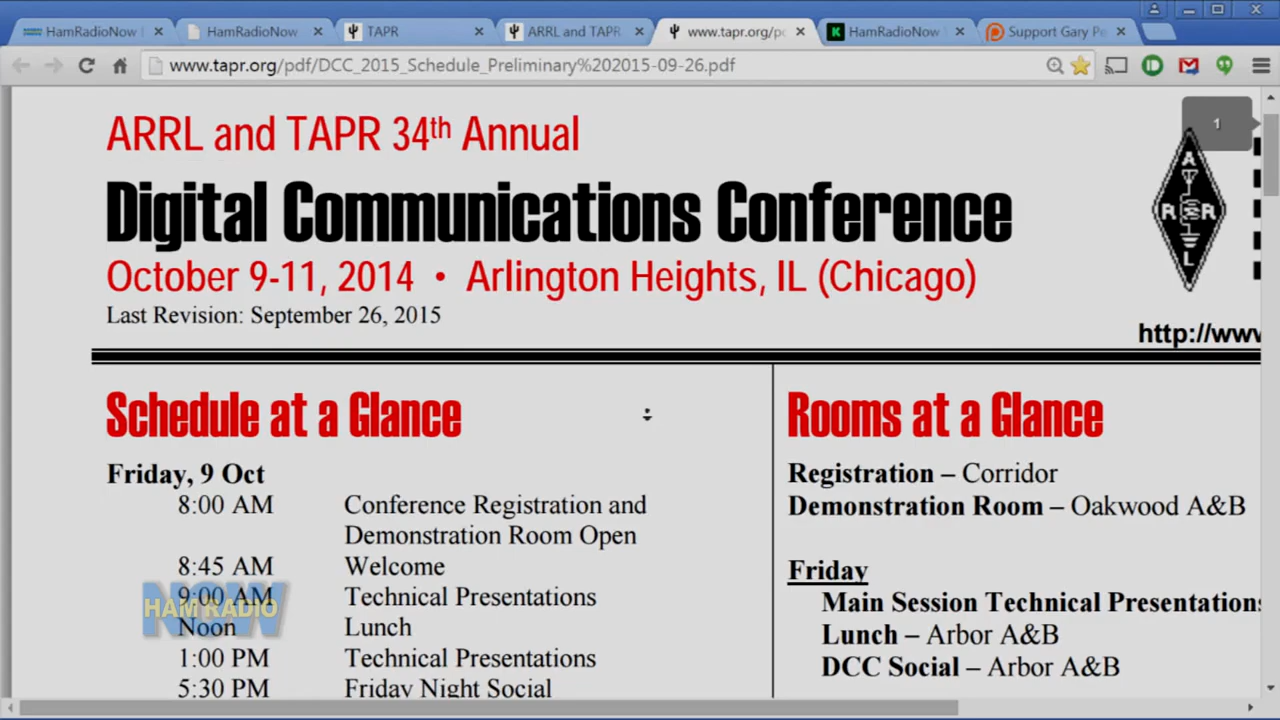 HamRadioNow
HamRadioNow
TAPR
ARRL and TAPR
www.tapr.org/p
HamRadioNow
Support Gary P
www.tapr.org/pdf/DCC_2015_Schedule_Preliminary%202015-09-26.pdf
1
ARRL and TAPR 34th Annual
Digital Communications Conference
October 9-11, 2014 • Arlington Heights, IL (Chicago)
Last Revision: September 26, 2015
A
R R
L
http://www
Schedule at a Glance
Friday, 9 Oct
8:00 AM Conference Registration and
Demonstration Room Open
8:45 AM Welcome
9:00 AM Technical Presentations
Noon Lunch
1:00 PM Technical Presentations
5:30 PM Friday Night Social
HAM RADIO
NOW
Rooms at a Glance
Registration – Corridor
Demonstration Room – Oakwood A&B
Friday
Main Session Technical Presentations
Lunch – Arbor A&B
DCC Social – Arbor A&B